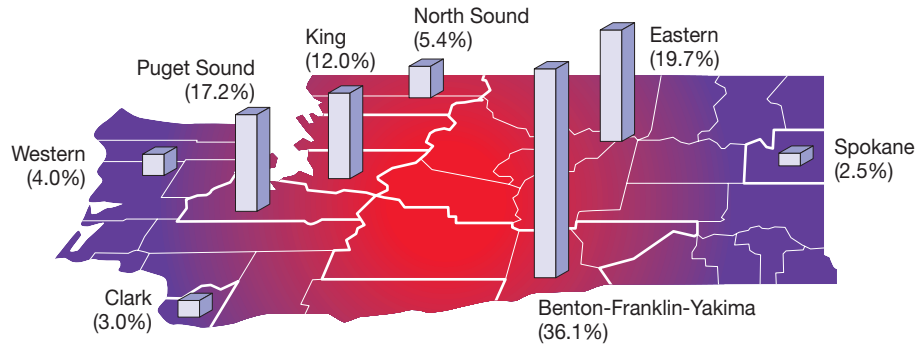 North Sound
(5.4%)
King
(12.0%)
Eastern
(19.7%)
Puget Sound
(17.2%)
Western
(4.0%)
Spokane
(2.5%)
Clark
(3.0%)
Benton-Franklin-Yakima
(36.1%)